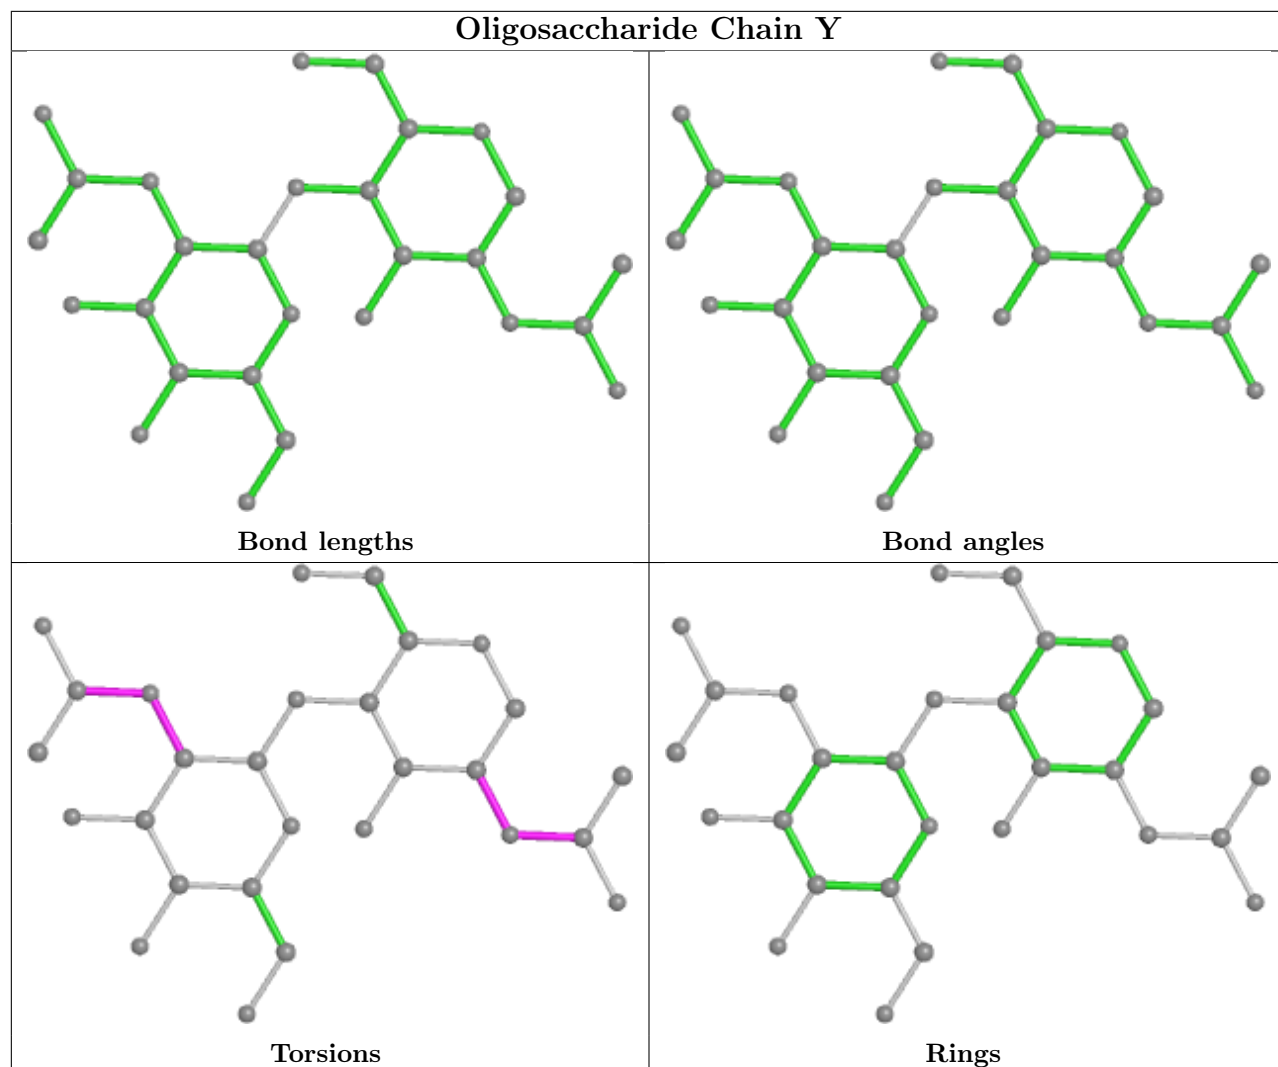 Oligosaccharide Chain Y
Bond lengths
Bond angles
Torsions
Rings